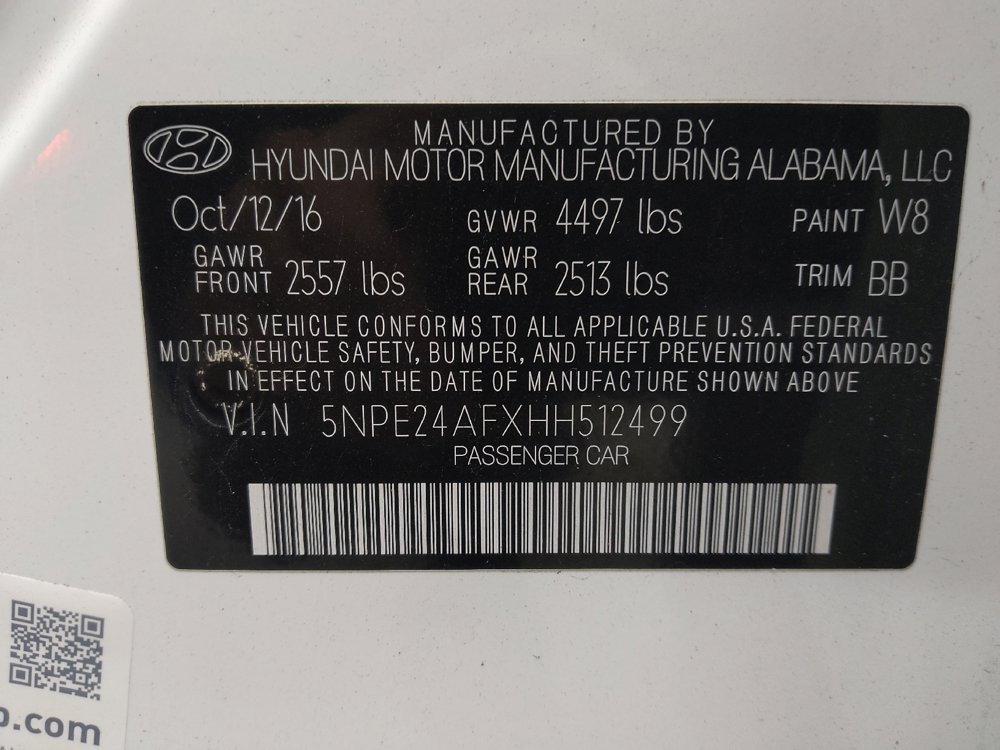 MANUFACTURED BY
HYUNDAI MOTOR MANUFACTURING ALABAMA, LLC
Oct/12/16 GVWR 4497 lbs PAINT W8
GAWR FRONT 2557 lbs GAWR REAR 2513 lbs TRIM BB
THIS VEHICLE CONFORMS TO ALL APPLICABLE U.S.A. FEDERAL
MOTOR VEHICLE SAFETY, BUMPER, AND THEFT PREVENTION STANDARDS
IN EFFECT ON THE DATE OF MANUFACTURE SHOWN ABOVE
V.I.N 5NPE24AFXHH512499
PASSENGER CAR
.com